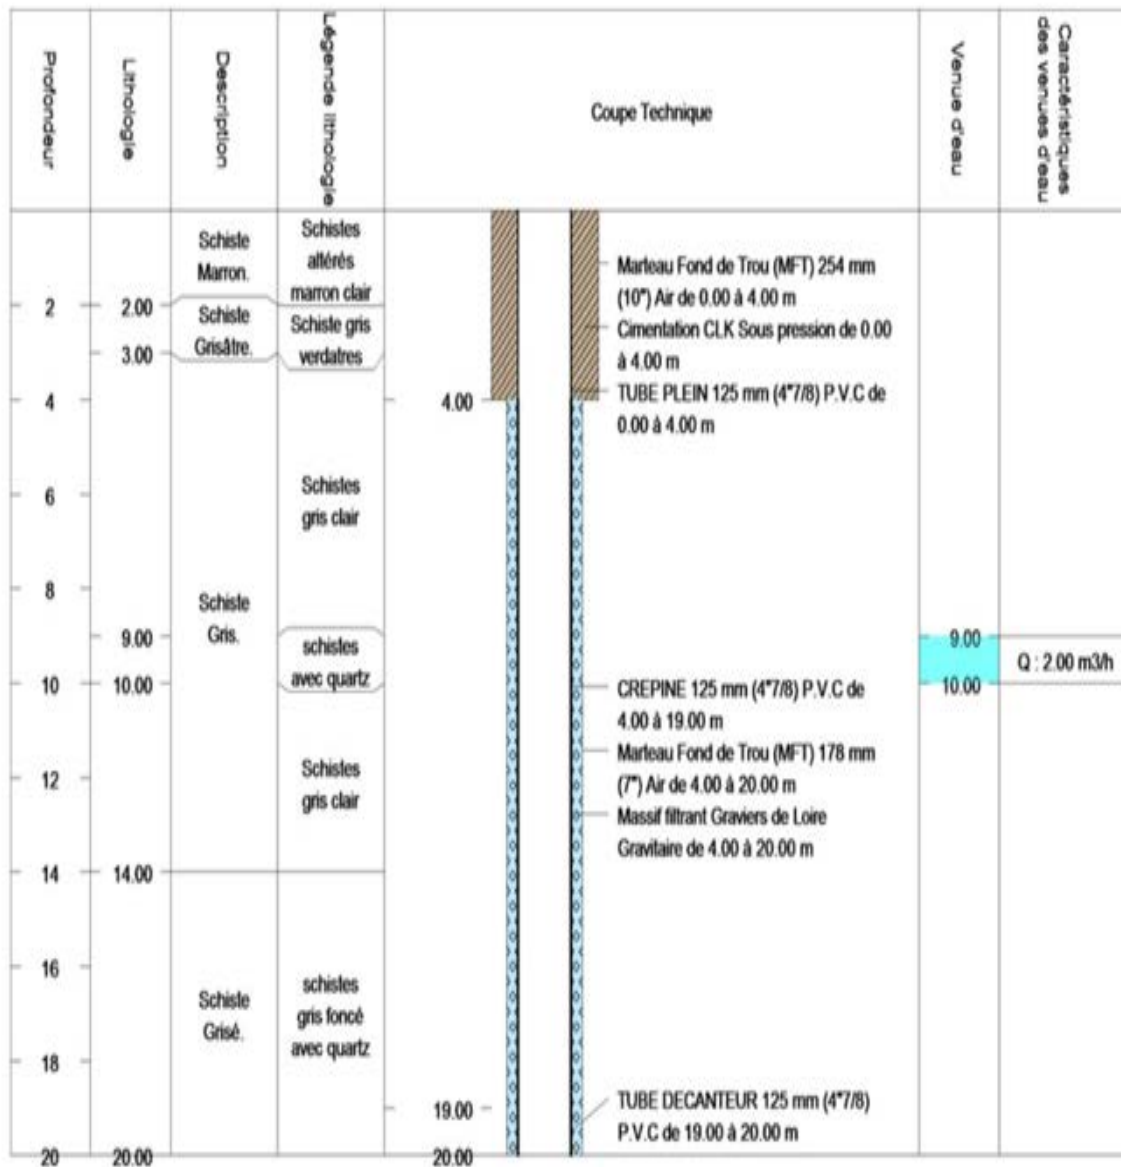 Profondeur
Lithologie
Description
Légende lithologie
Coupe Technique
Venue d'eau
Caractéristiques
des venues d'eau
2
4
6
8
10
12
14
16
18
20
2.00
3.00
9.00
10.00
14.00
20.00
Schiste
Marron.
Schiste
Grisâtre.
Schiste
Gris.
Schiste
Grisé.
Schistes
altérés
marron clair
Schiste gris
verdatres
Schistes
gris clair
schistes
avec quartz
Schistes
gris clair
schistes
gris foncé
avec quartz
4.00
19.00
20.00
Marteau Fond de Trou (MFT) 254 mm
(10") Air de 0.00 à 4.00 m
Cimentation CLK Sous pression de 0.00
à 4.00 m
TUBE PLEIN 125 mm (4"7/8) P.V.C de
0.00 à 4.00 m
CREPINE 125 mm (4"7/8) P.V.C de
4.00 à 19.00 m
Marteau Fond de Trou (MFT) 178 mm
(7") Air de 4.00 à 20.00 m
Massif filtrant Graviers de Loire
Gravitaire de 4.00 à 20.00 m
TUBE DECANTEUR 125 mm (4"7/8)
P.V.C de 19.00 à 20.00 m
9.00
10.00
Q : 2.00 m3/h